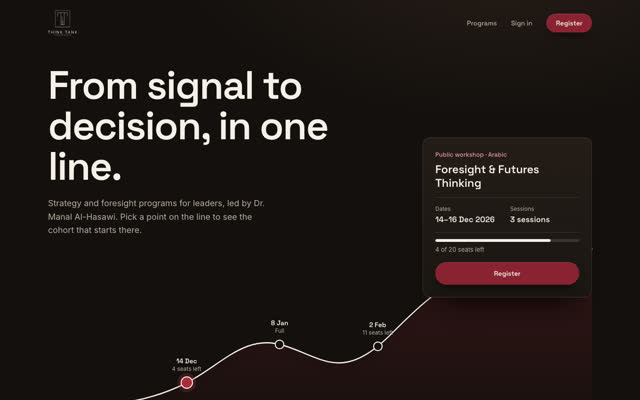 THINK TANK
Programs
Sign in
Register
From signal to
decision, in one
line.
Strategy and foresight programs for leaders, led by Dr.
Manal Al-Hasawi. Pick a point on the line to see the
cohort that starts there.
Public workshop · Arabic
Foresight & Futures
Thinking
Dates
Sessions
14–16 Dec 2026
3 sessions
4 of 20 seats left
Register
8 Jan
Full
2 Feb
11 seats left
14 Dec
4 seats left